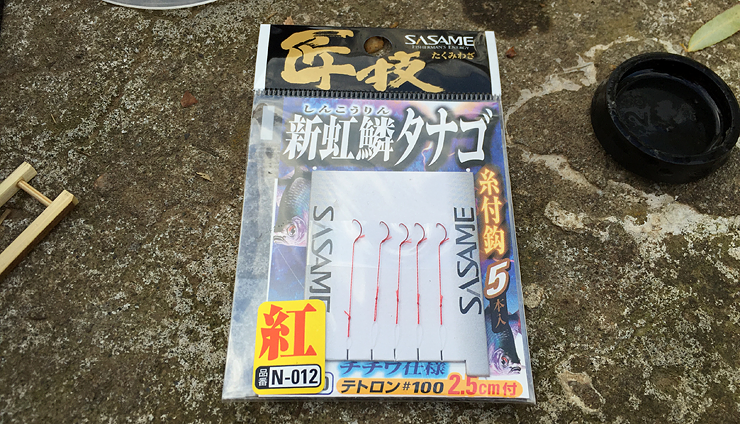 SASAME
FISHERMAN'S ENERGY
匠技
たくみわざ
しんこうりん
新虹鱗タナゴ
糸付鈎
5本入
SASAME
SASAME
紅
品番 N-012
チチワ仕様
テトロン#100 2.5cm付